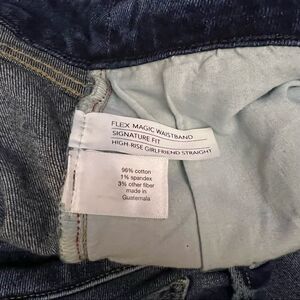 FLEX MAGIC WAISTBAND
SIGNATURE FIT
HIGH-RISE GIRLFRIEND STRAIGHT
96% cotton
1% spandex
3% other fiber
made in
Guatemala